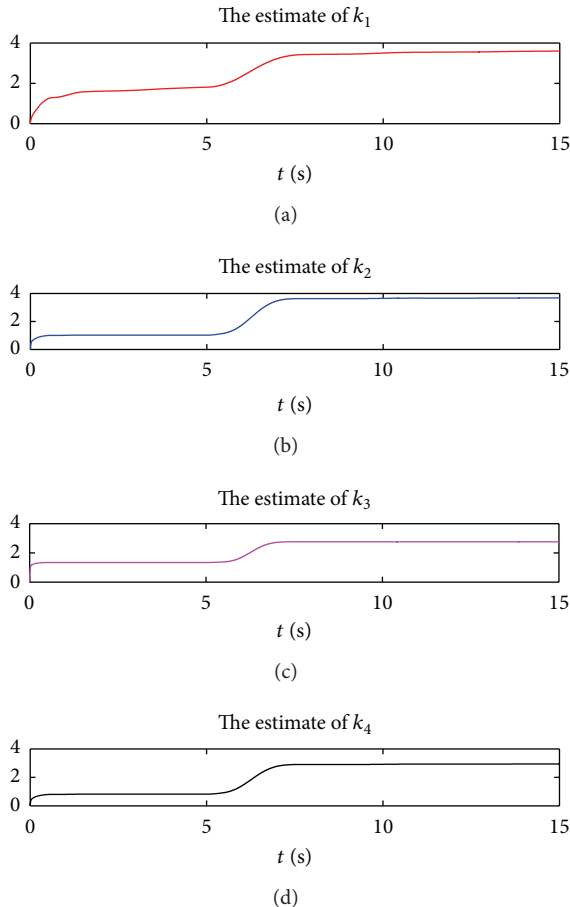 The estimate of k₁
4
2
0
0 5 10 15
t (s)
(a)
The estimate of k₂
4
2
0
0 5 10 15
t (s)
(b)
The estimate of k₃
4
2
0
0 5 10 15
t (s)
(c)
The estimate of k₄
4
2
0
0 5 10 15
t (s)
(d)